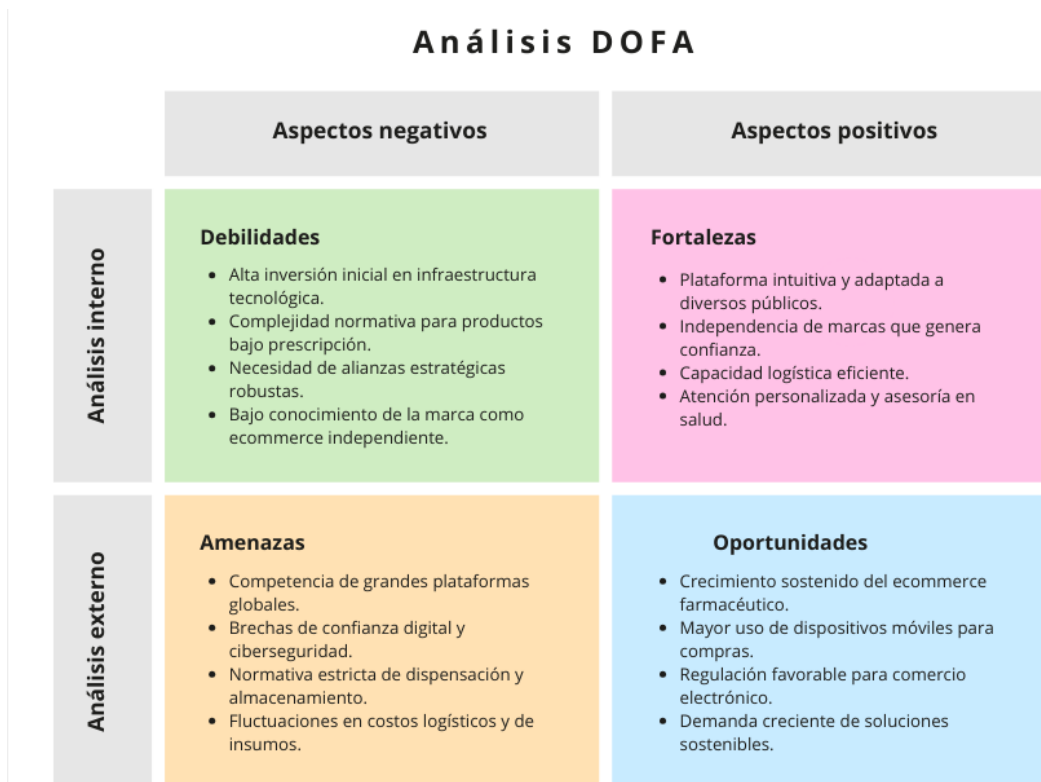 Análisis DOFA
Aspectos negativos
Aspectos positivos
Análisis interno
Debilidades
• Alta inversión inicial en infraestructura
tecnológica.
• Complejidad normativa para productos
bajo prescripción.
• Necesidad de alianzas estratégicas
robustas.
• Bajo conocimiento de la marca como
ecommerce independiente.
Fortalezas
• Plataforma intuitiva y adaptada a
diversos públicos.
• Independencia de marcas que genera
confianza.
• Capacidad logística eficiente.
• Atención personalizada y asesoría en
salud.
Análisis externo
Amenazas
• Competencia de grandes plataformas
globales.
• Brechas de confianza digital y
ciberseguridad.
• Normativa estricta de dispensación y
almacenamiento.
• Fluctuaciones en costos logísticos y de
insumos.
Oportunidades
• Crecimiento sostenido del ecommerce
farmacéutico.
• Mayor uso de dispositivos móviles para
compras.
• Regulación favorable para comercio
electrónico.
• Demanda creciente de soluciones
sostenibles.